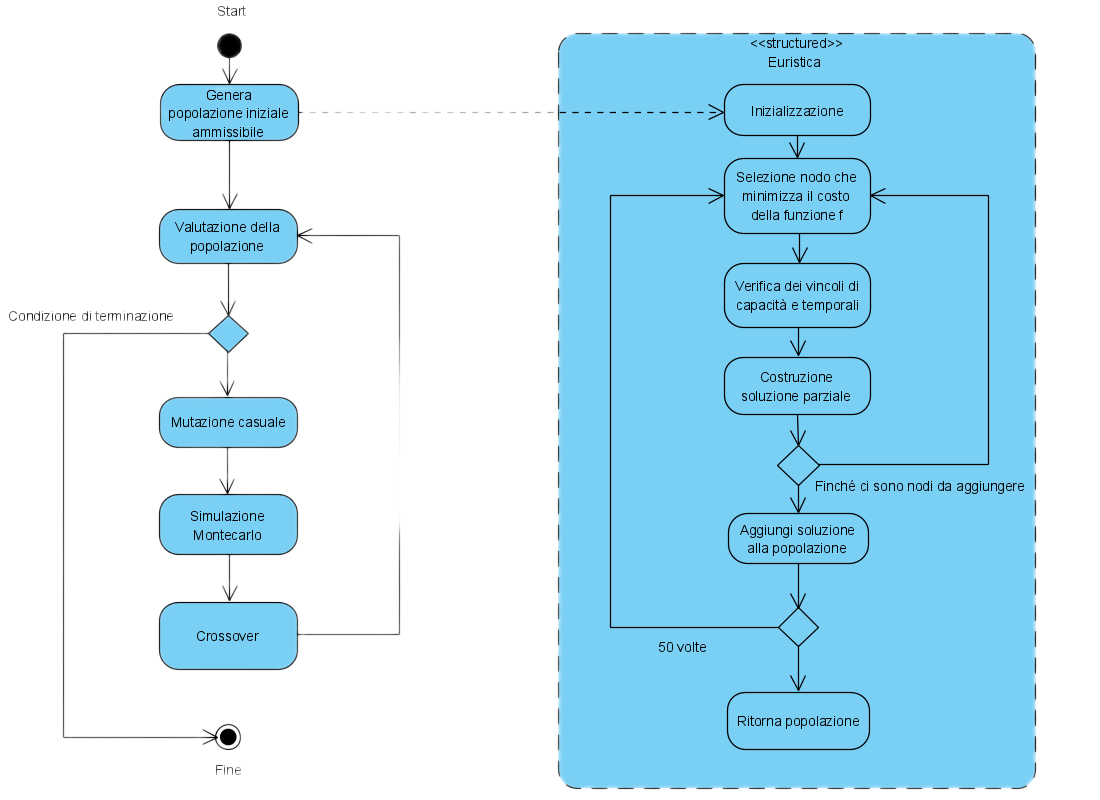 Start
Genera
popolazione iniziale
ammissibile
Valutazione della
popolazione
Condizione di terminazione
Mutazione casuale
Simulazione
Montecarlo
Crossover
Fine
<<structured>>
Euristica
Inizializzazione
Selezione nodo che
minimizza il costo
della funzione f
Verifica dei vincoli di
capacità e temporali
Costruzione
soluzione parziale
Finché ci sono nodi da aggiungere
Aggiungi soluzione
alla popolazione
50 volte
Ritorna popolazione